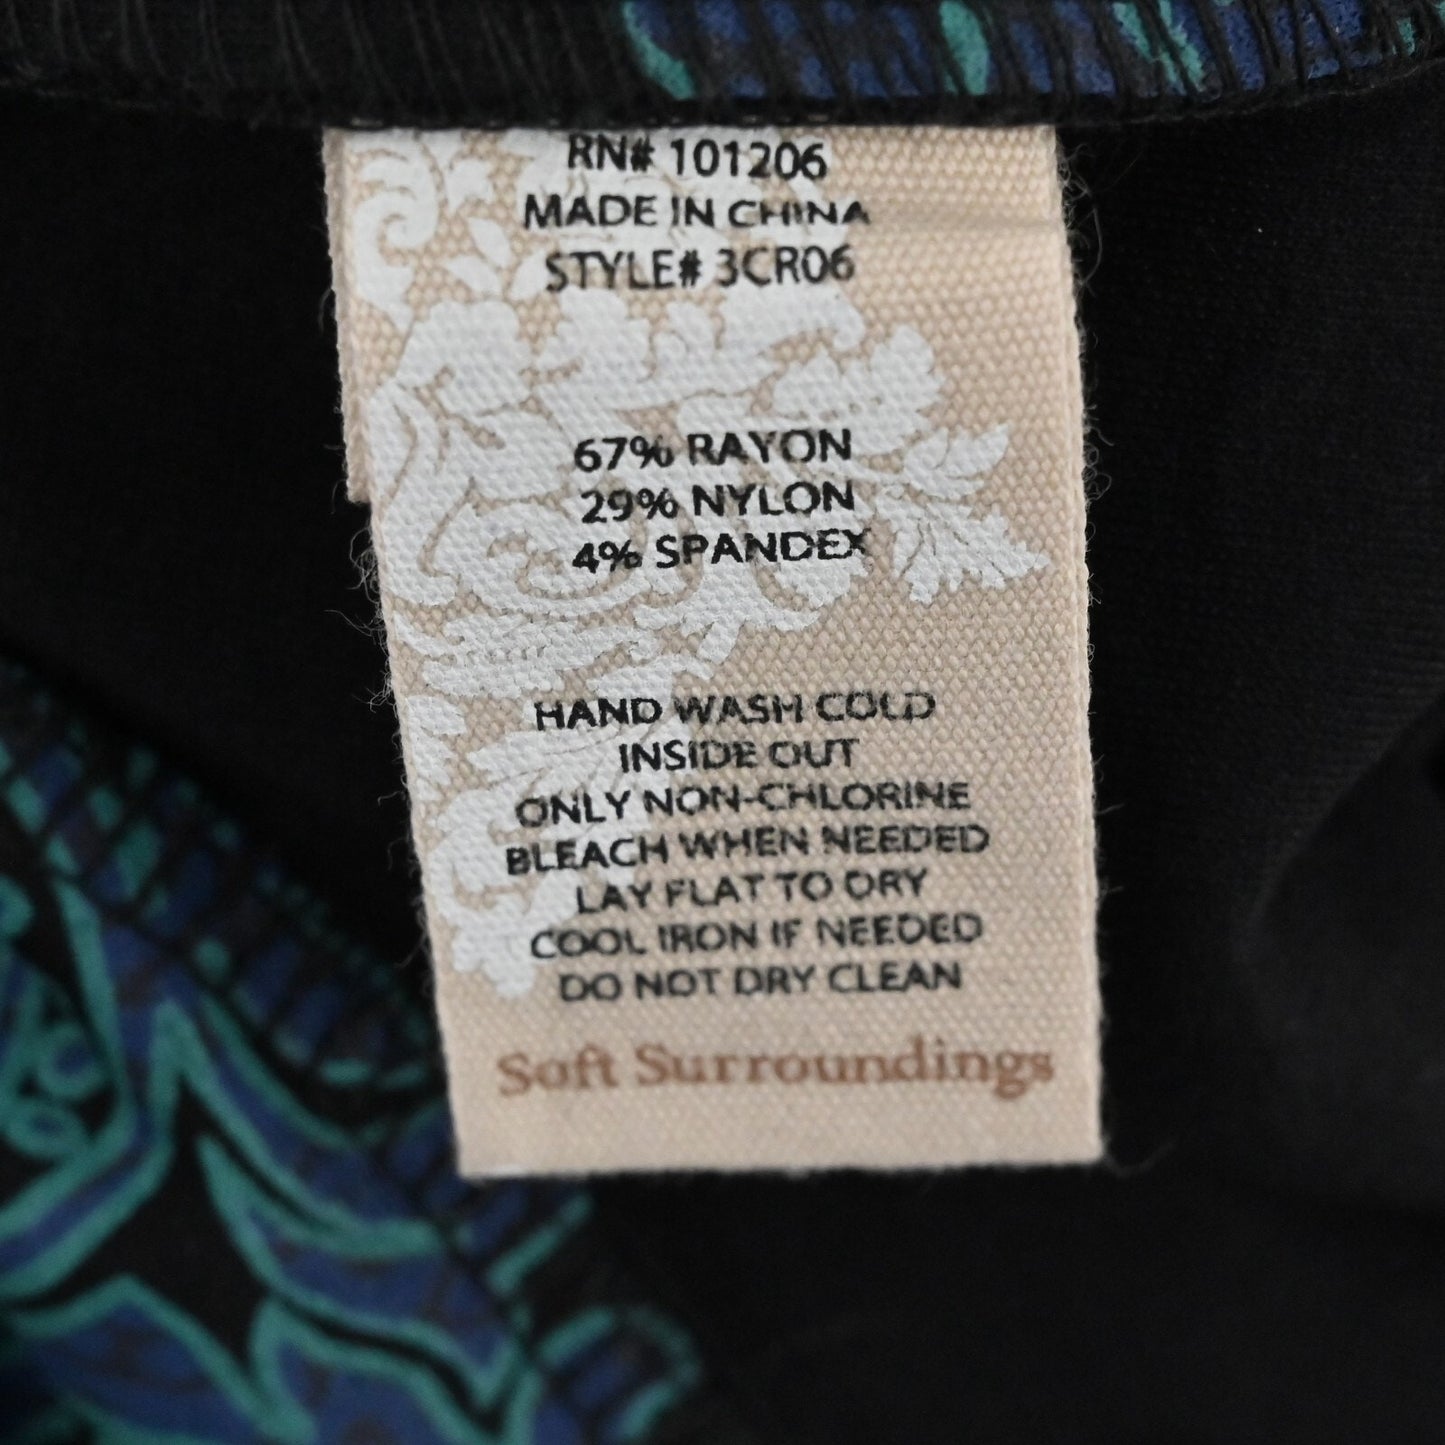 RN# 101206
MADE IN CHINA
STYLE# 3CR06
67% RAYON
29% NYLON
4% SPANDEX
HAND WASH COLD
INSIDE OUT
ONLY NON-CHLORINE
BLEACH WHEN NEEDED
LAY FLAT TO DRY
COOL IRON IF NEEDED
DO NOT DRY CLEAN
Soft Surroundings